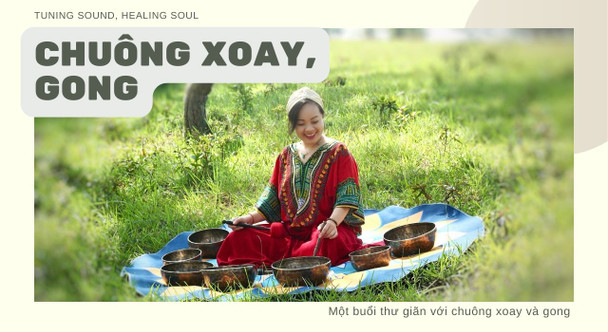 TUNING SOUND, HEALING SOUL
CHUÔNG XOAY,
GONG
Một buổi thư giãn với chuông xoay và gong